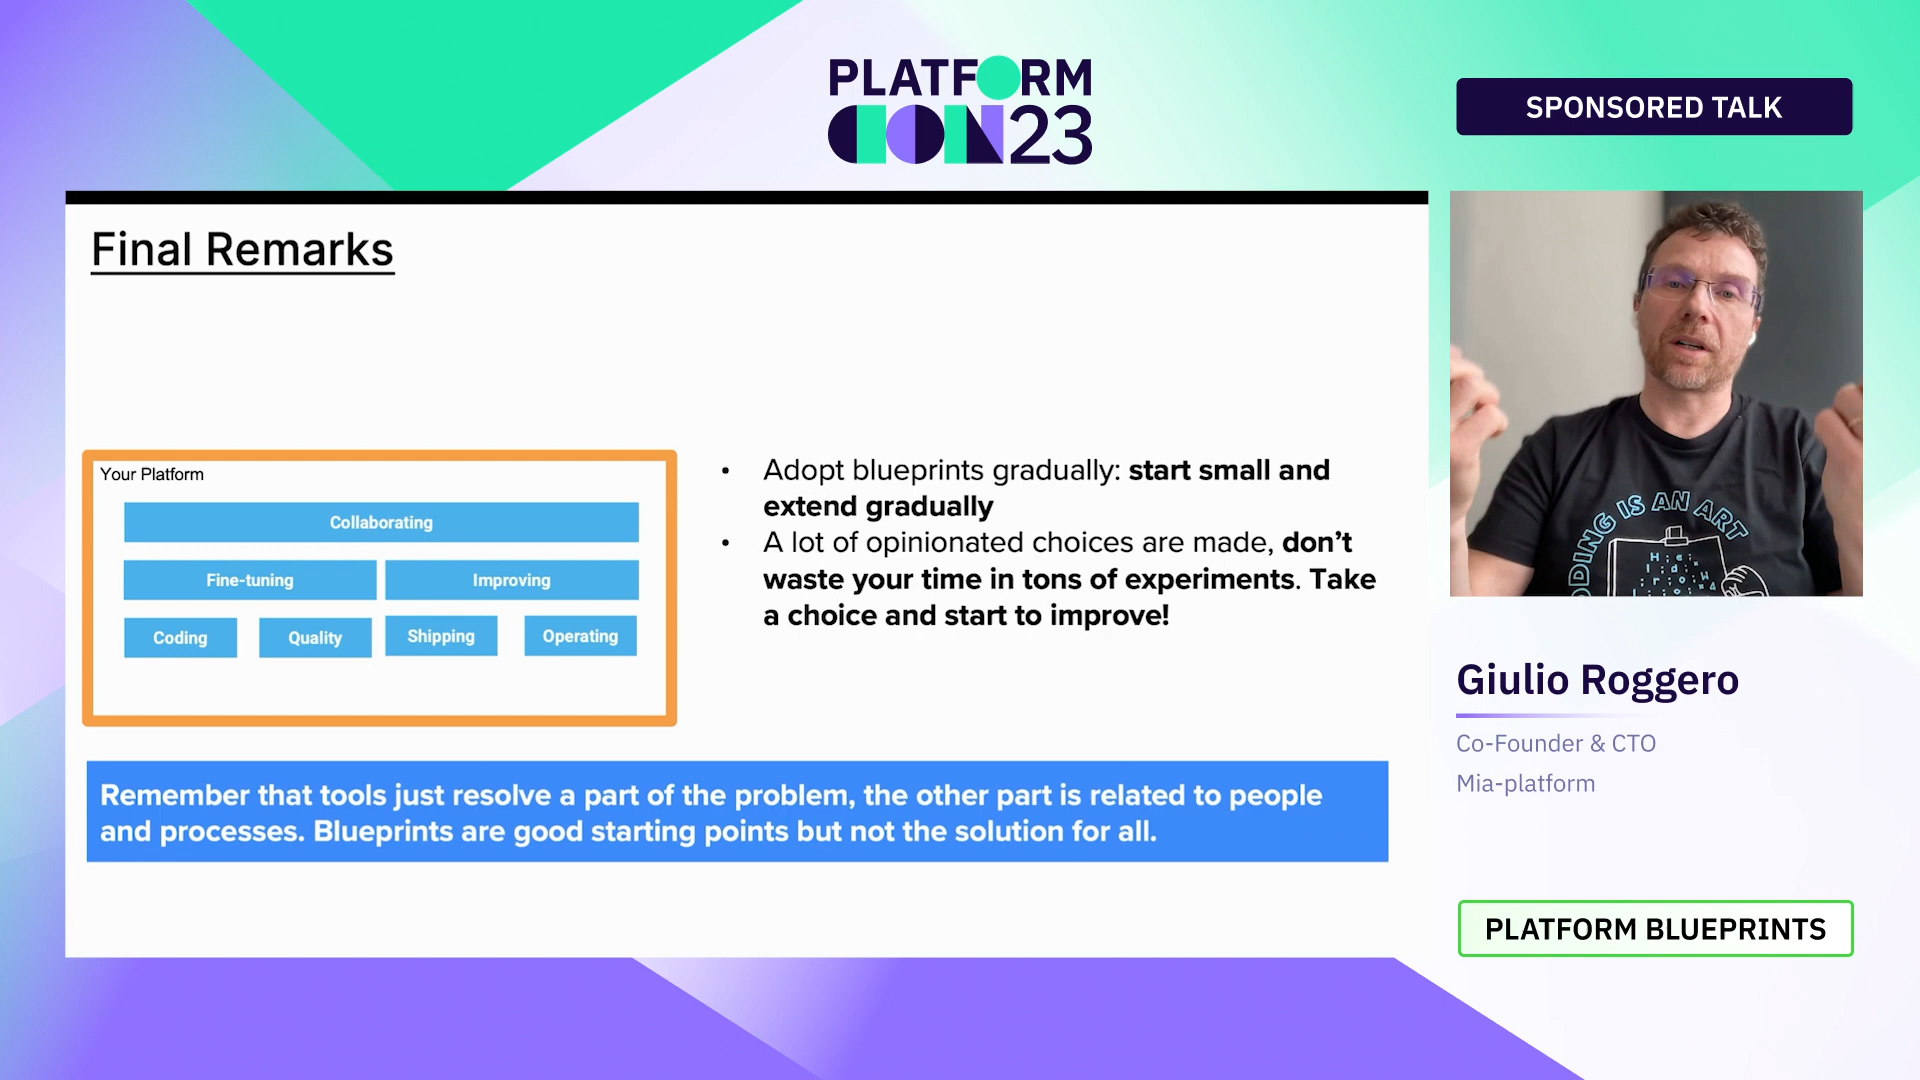 PLATFORM
CON23
SPONSORED TALK
Final Remarks
Your Platform
Collaborating
Fine-tuning
Improving
Coding
Quality
Shipping
Operating
• Adopt blueprints gradually: start small and
extend gradually
• A lot of opinionated choices are made, don’t
waste your time in tons of experiments. Take
a choice and start to improve!
Remember that tools just resolve a part of the problem, the other part is related to people
and processes. Blueprints are good starting points but not the solution for all.
DING IS AN ART
Giulio Roggero
Co-Founder & CTO
Mia-platform
PLATFORM BLUEPRINTS